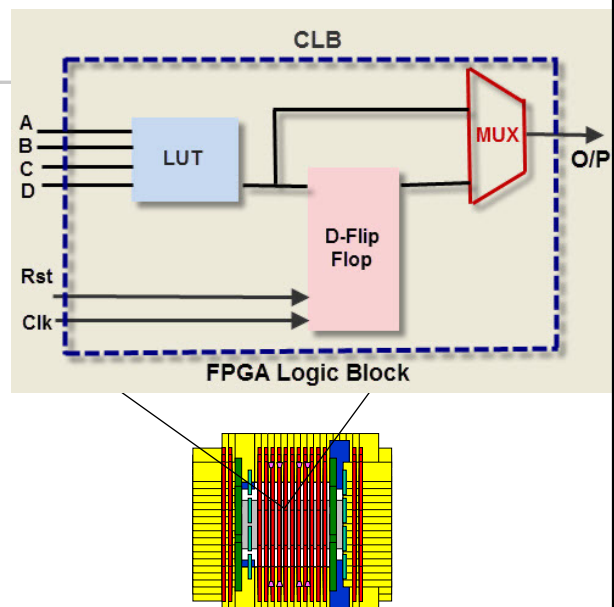 CLB
A
B
C
D
LUT
MUX
O/P
D-Flip
Flop
Rst
Clk
FPGA Logic Block